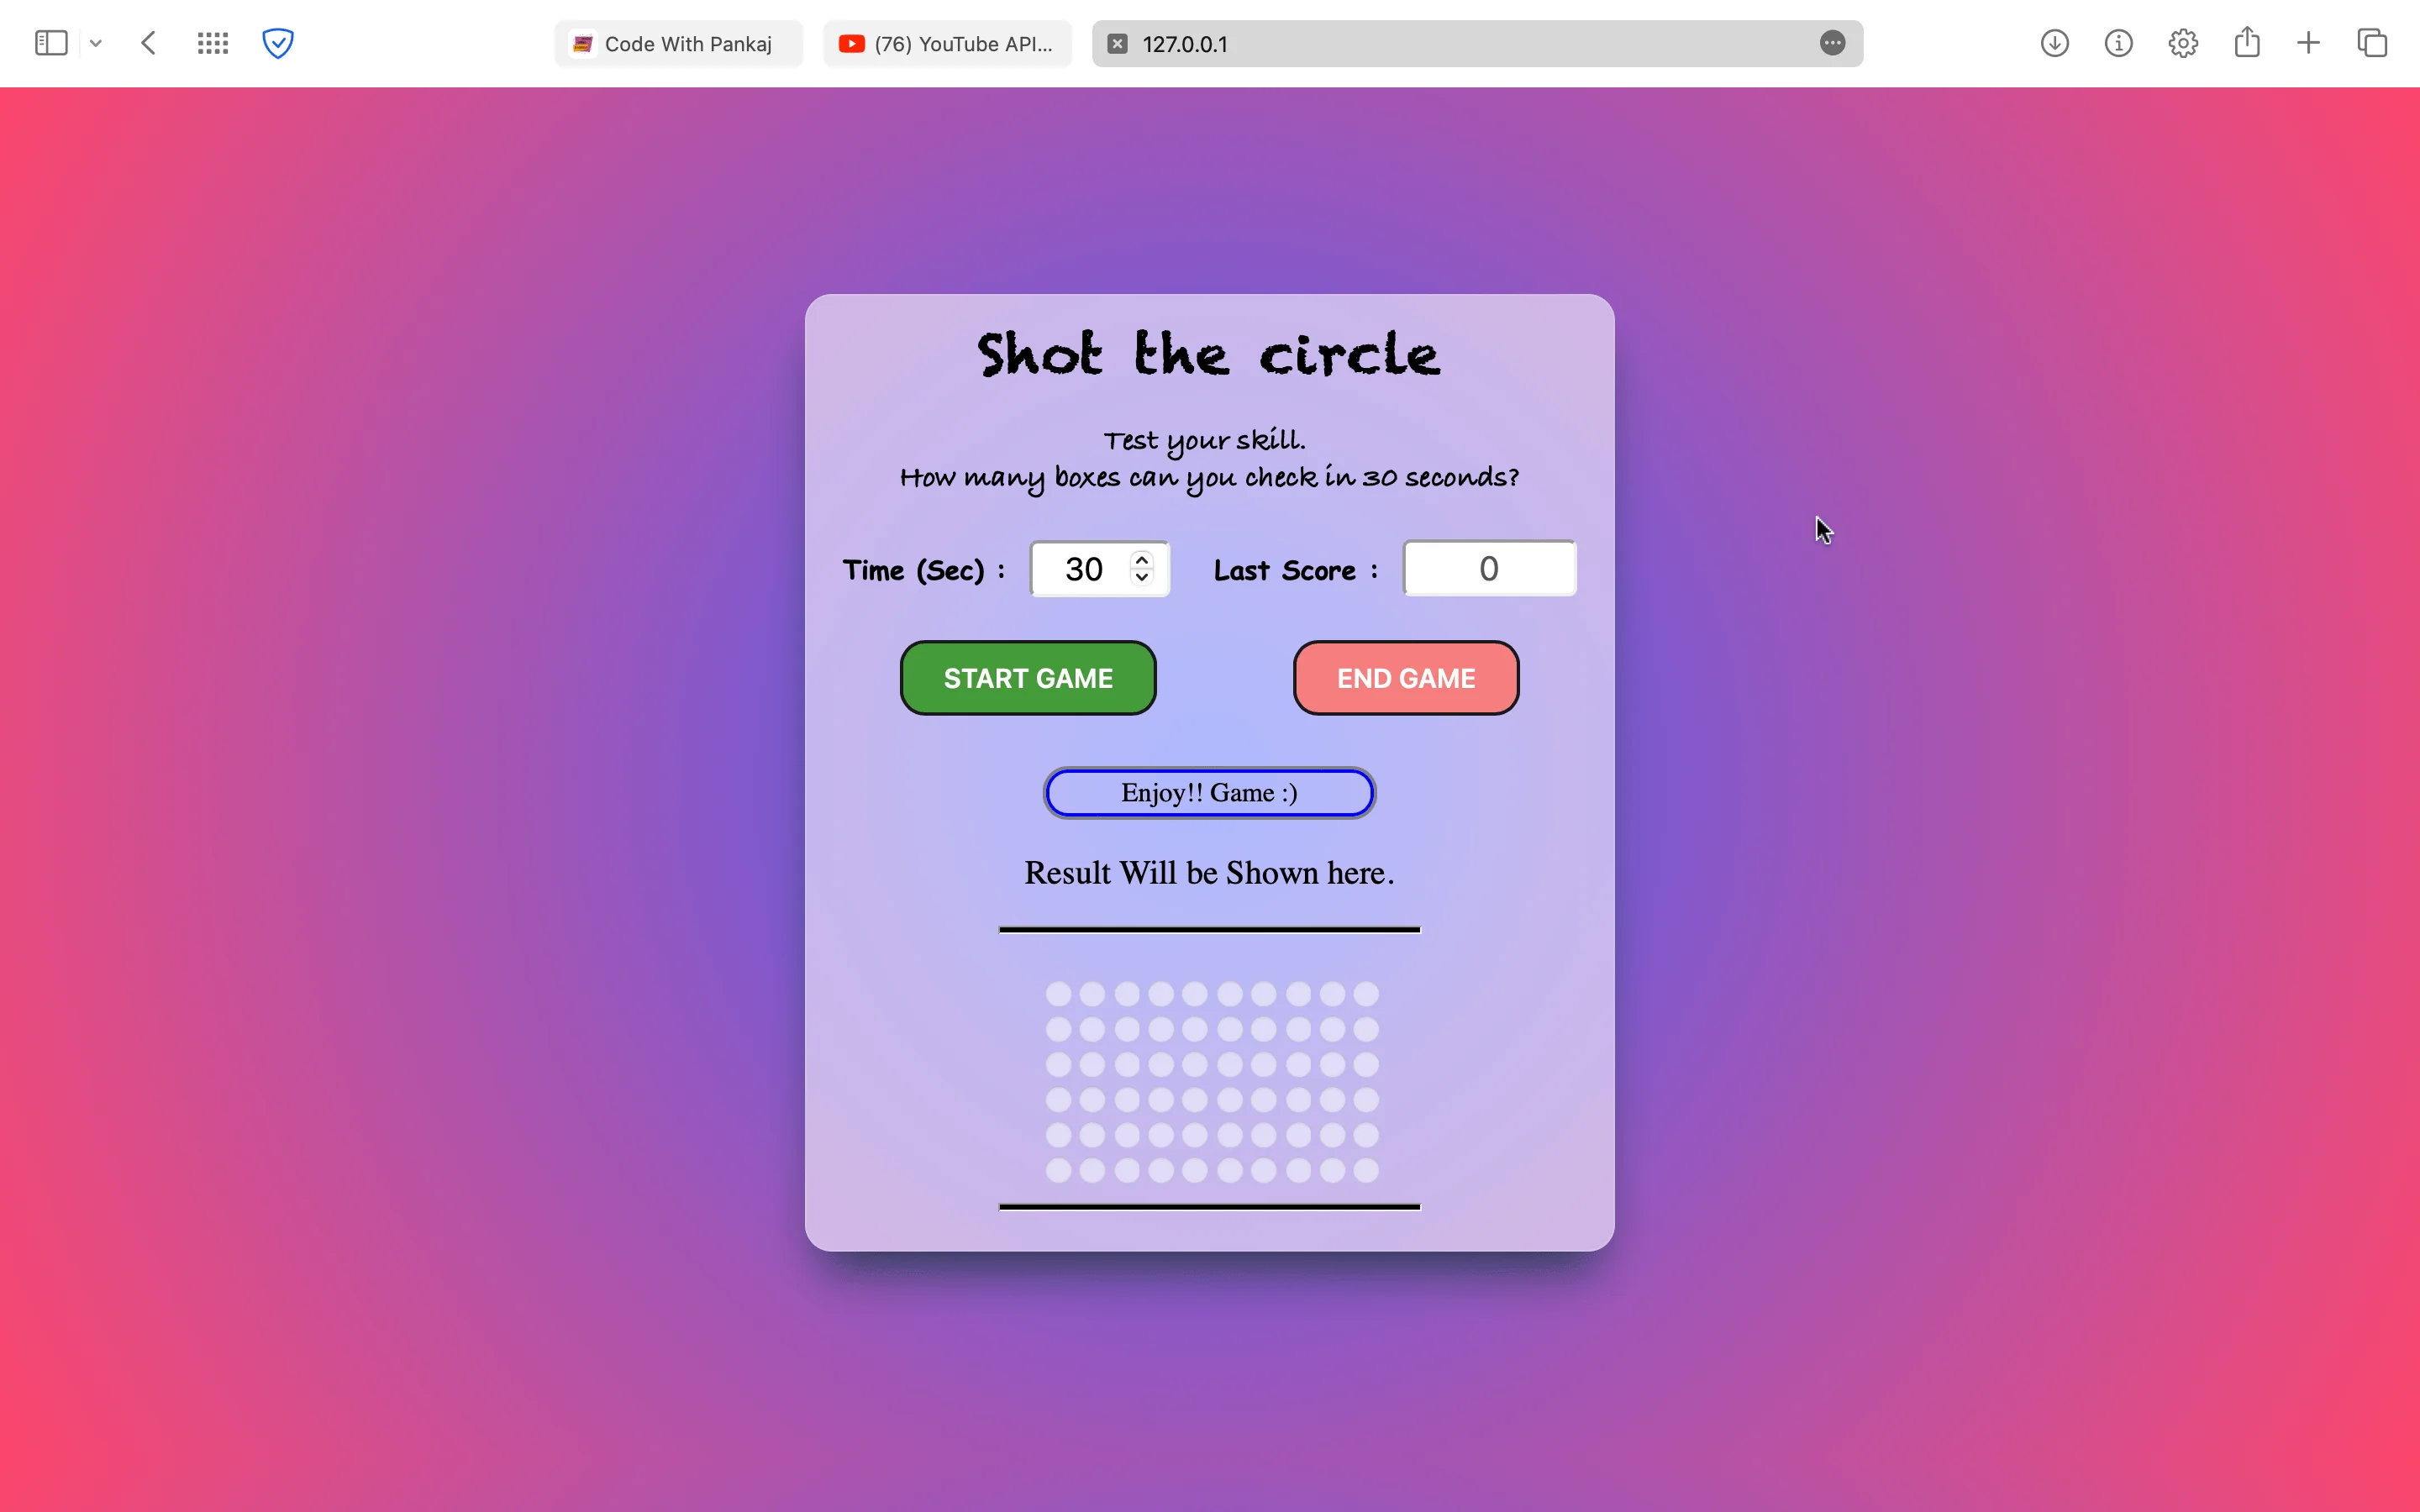 Code With Pankaj
(76) YouTube API...
127.0.0.1
Shot the circle
Test your skill.
How many boxes can you check in 30 seconds?
Time (Sec) : 30 Last Score : 0
START GAME END GAME
Enjoy!! Game :)
Result Will be Shown here.